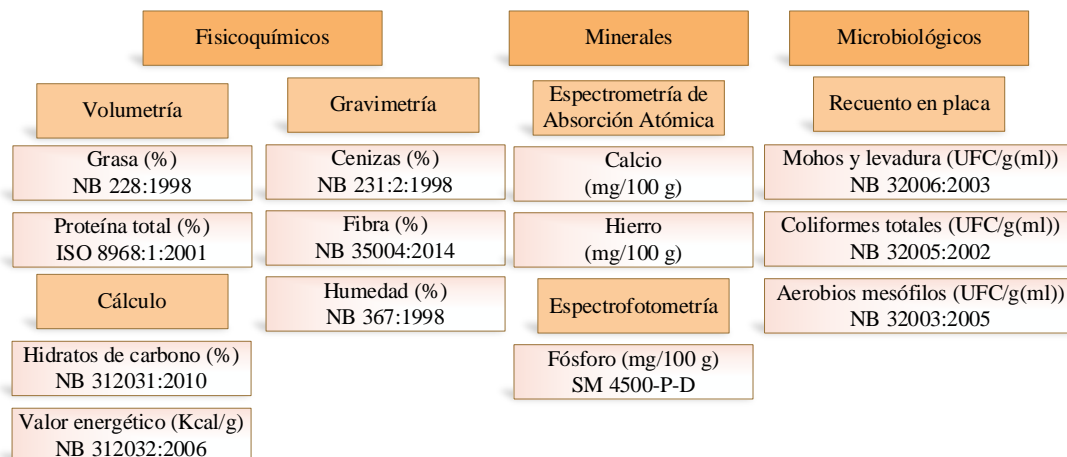 Fisicoquímicos
Minerales
Microbiológicos
Volumetría
Gravimetría
Espectrometría de
Absorción Atómica
Recuento en placa
Grasa (%)
NB 228:1998
Cenizas (%)
NB 231:2:1998
Calcio
(mg/100 g)
Mohos y levadura (UFC/g(ml))
NB 32006:2003
Proteína total (%)
ISO 8968:1:2001
Fibra (%)
NB 35004:2014
Hierro
(mg/100 g)
Coliformes totales (UFC/g(ml))
NB 32005:2002
Cálculo
Humedad (%)
NB 367:1998
Espectrofotometría
Aerobios mesófilos (UFC/g(ml))
NB 32003:2005
Hidratos de carbono (%)
NB 312031:2010
Fósforo (mg/100 g)
SM 4500-P-D
Valor energético (Kcal/g)
NB 312032:2006